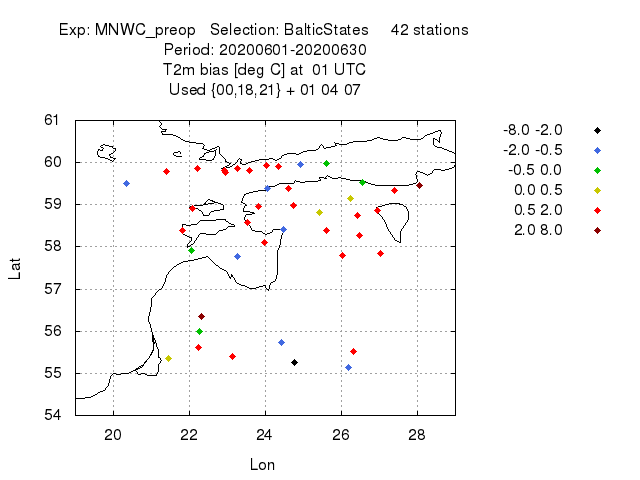 Exp: MNWC_preop   Selection: BalticStates     42 stations
Period: 20200601-20200630
T2m bias [deg C] at  01 UTC
Used {00,18,21} + 01 04 07
61
60
59
58
57
56
55
54
Lat
20 22 24 26 28
Lon
-8.0 -2.0
-2.0 -0.5
-0.5 0.0
0.0 0.5
0.5 2.0
2.0 8.0